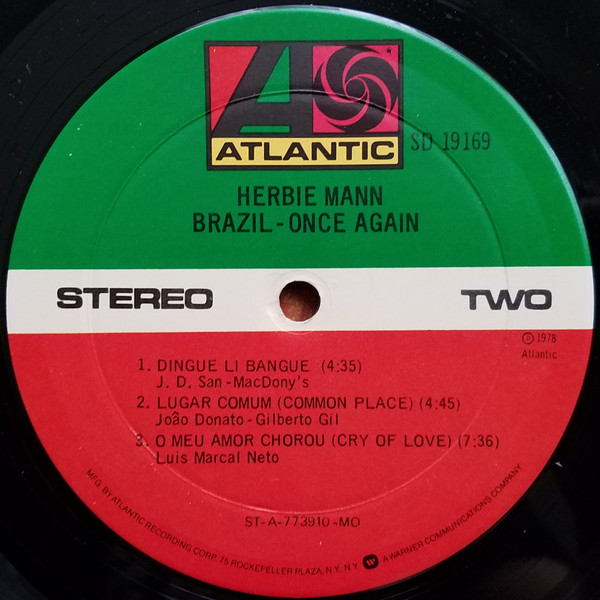 ATLANTIC
SD 19169
HERBIE MANN
BRAZIL - ONCE AGAIN
STEREO TWO
℗ 1978
Atlantic
1. DINGUE LI BANGUE (4:35)
J. D. San - MacDony's
2. LUGAR COMUM (COMMON PLACE) (4:45)
João Donato - Gilberto Gil
3. O MEU AMOR CHOROU (CRY OF LOVE) (7:36)
Luis Marcal Neto
ST-A-773910-MO
MFG. BY ATLANTIC RECORDING CORP. 75 ROCKEFELLER PLAZA, N.Y. N.Y. A WARNER COMMUNICATIONS COMPANY